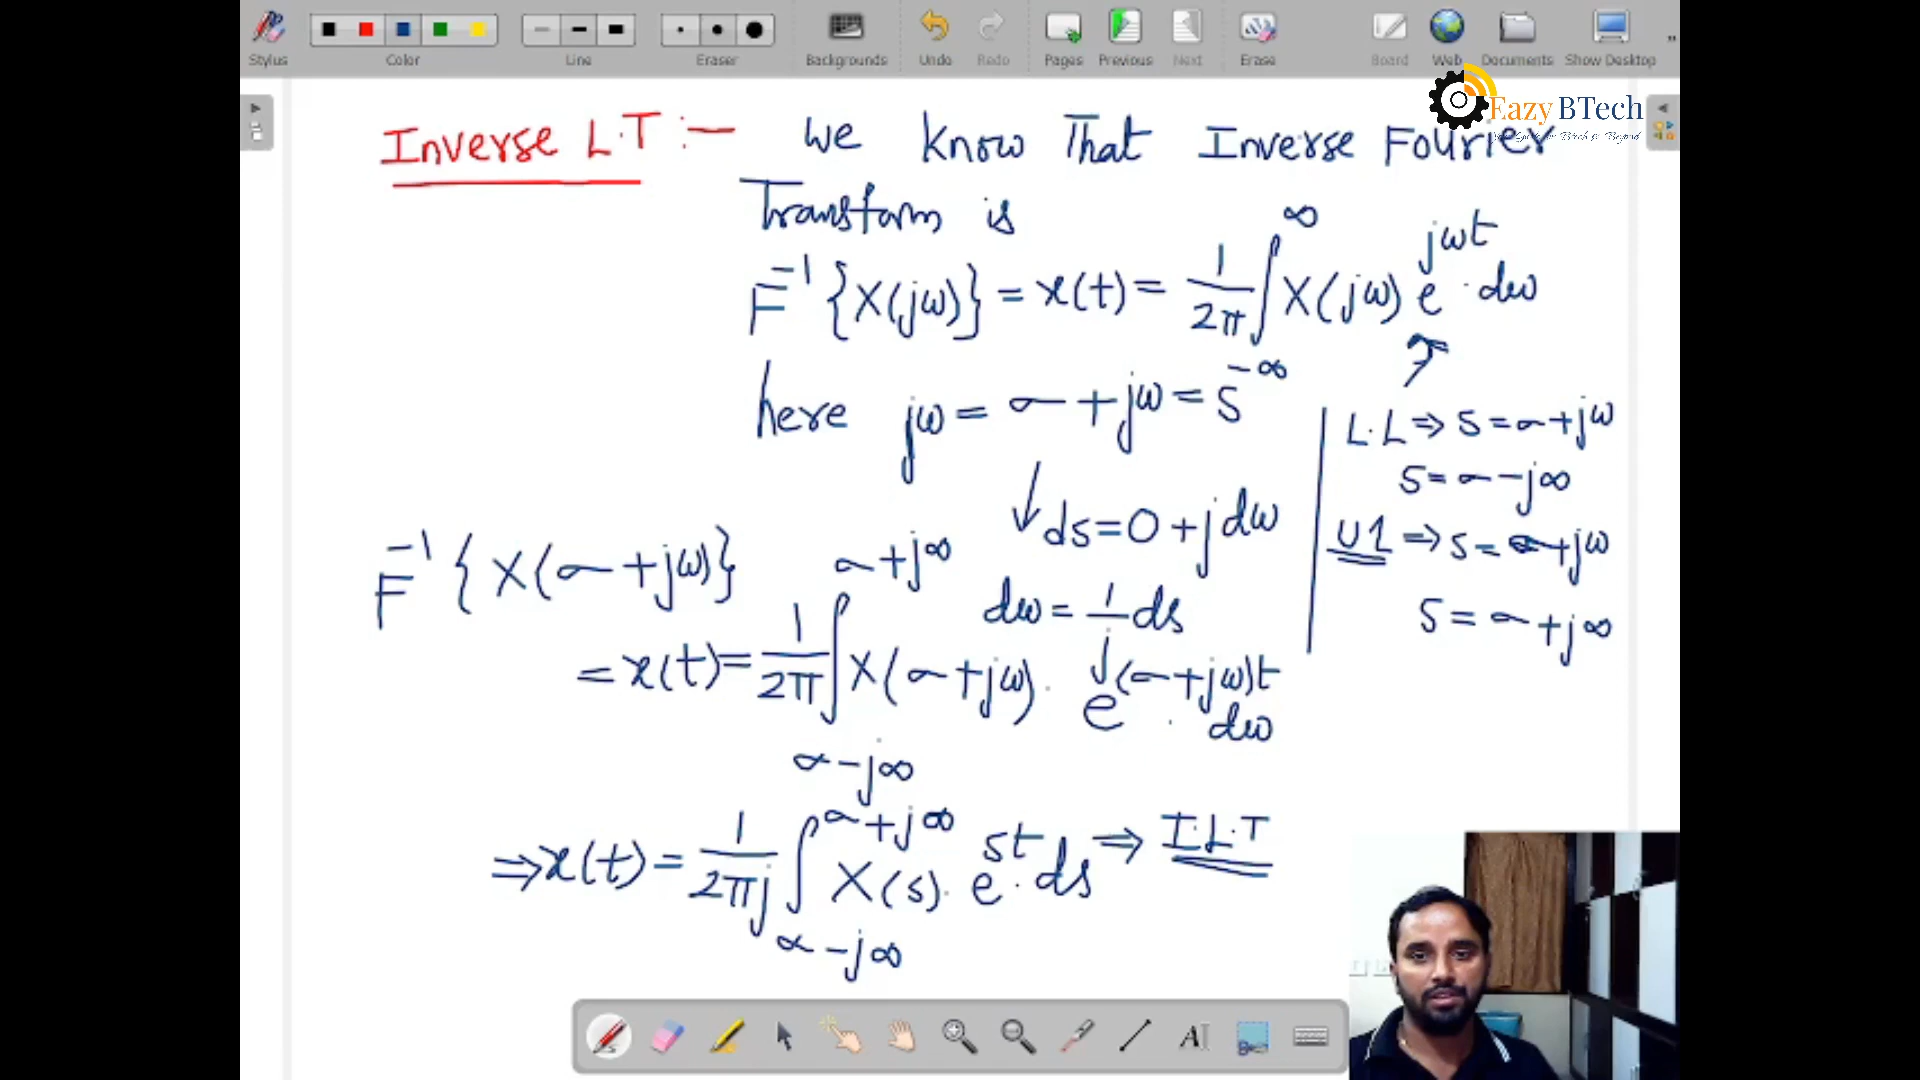 Stylus Color Line Eraser Backgrounds Undo Redo Pages Previous Next Erase Board Web Documents Show Desktop
Eazy BTech
Inverse L.T :- We know That Inverse Fourier
Transform is
F⁻¹{X(jω)} = x(t) = 1/2π ∫_{-∞}^{∞} X(jω) e^{jωt} · dω
here jω = σ + jω = s
↓ ds = 0 + j dω
dω = 1/j ds
L.L ⇒ s = σ + jω
s = σ - j∞
U1 ⇒ s = σ + jω
s = σ + j∞
F⁻¹{X(σ + jω)}
= x(t) = 1/2π ∫_{σ-j∞}^{σ+j∞} X(σ + jω) · e^{(σ+jω)t} · dω
⇒ x(t) = 1/2πj ∫_{σ-j∞}^{σ+j∞} X(s) · e^{st} · ds ⇒ I.L.T